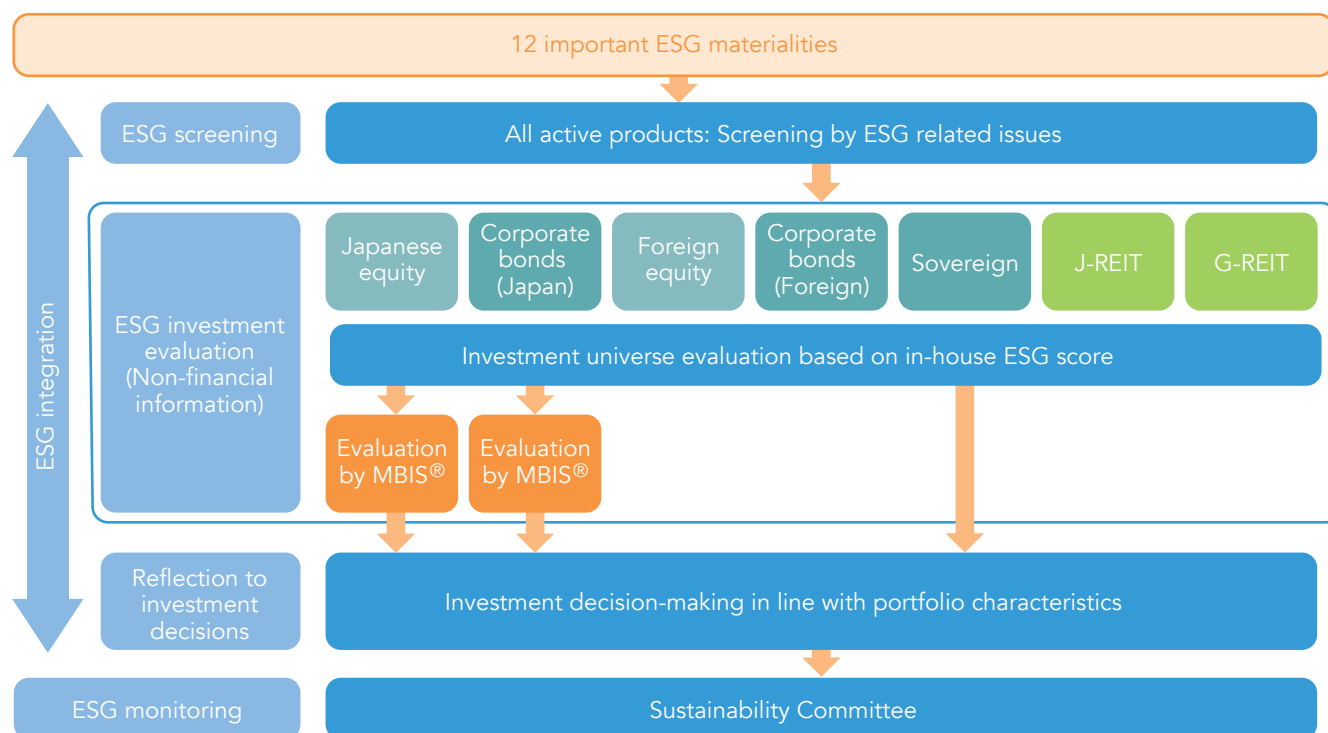 12 important ESG materialities
ESG screening
All active products: Screening by ESG related issues
ESG integration
ESG investment
evaluation
(Non-financial
information)
Japanese
equity
Corporate
bonds
(Japan)
Foreign
equity
Corporate
bonds
(Foreign)
Sovereign
J-REIT
G-REIT
Investment universe evaluation based on in-house ESG score
Evaluation
by MBIS®
Evaluation
by MBIS®
Reflection to
investment
decisions
Investment decision-making in line with portfolio characteristics
ESG monitoring
Sustainability Committee